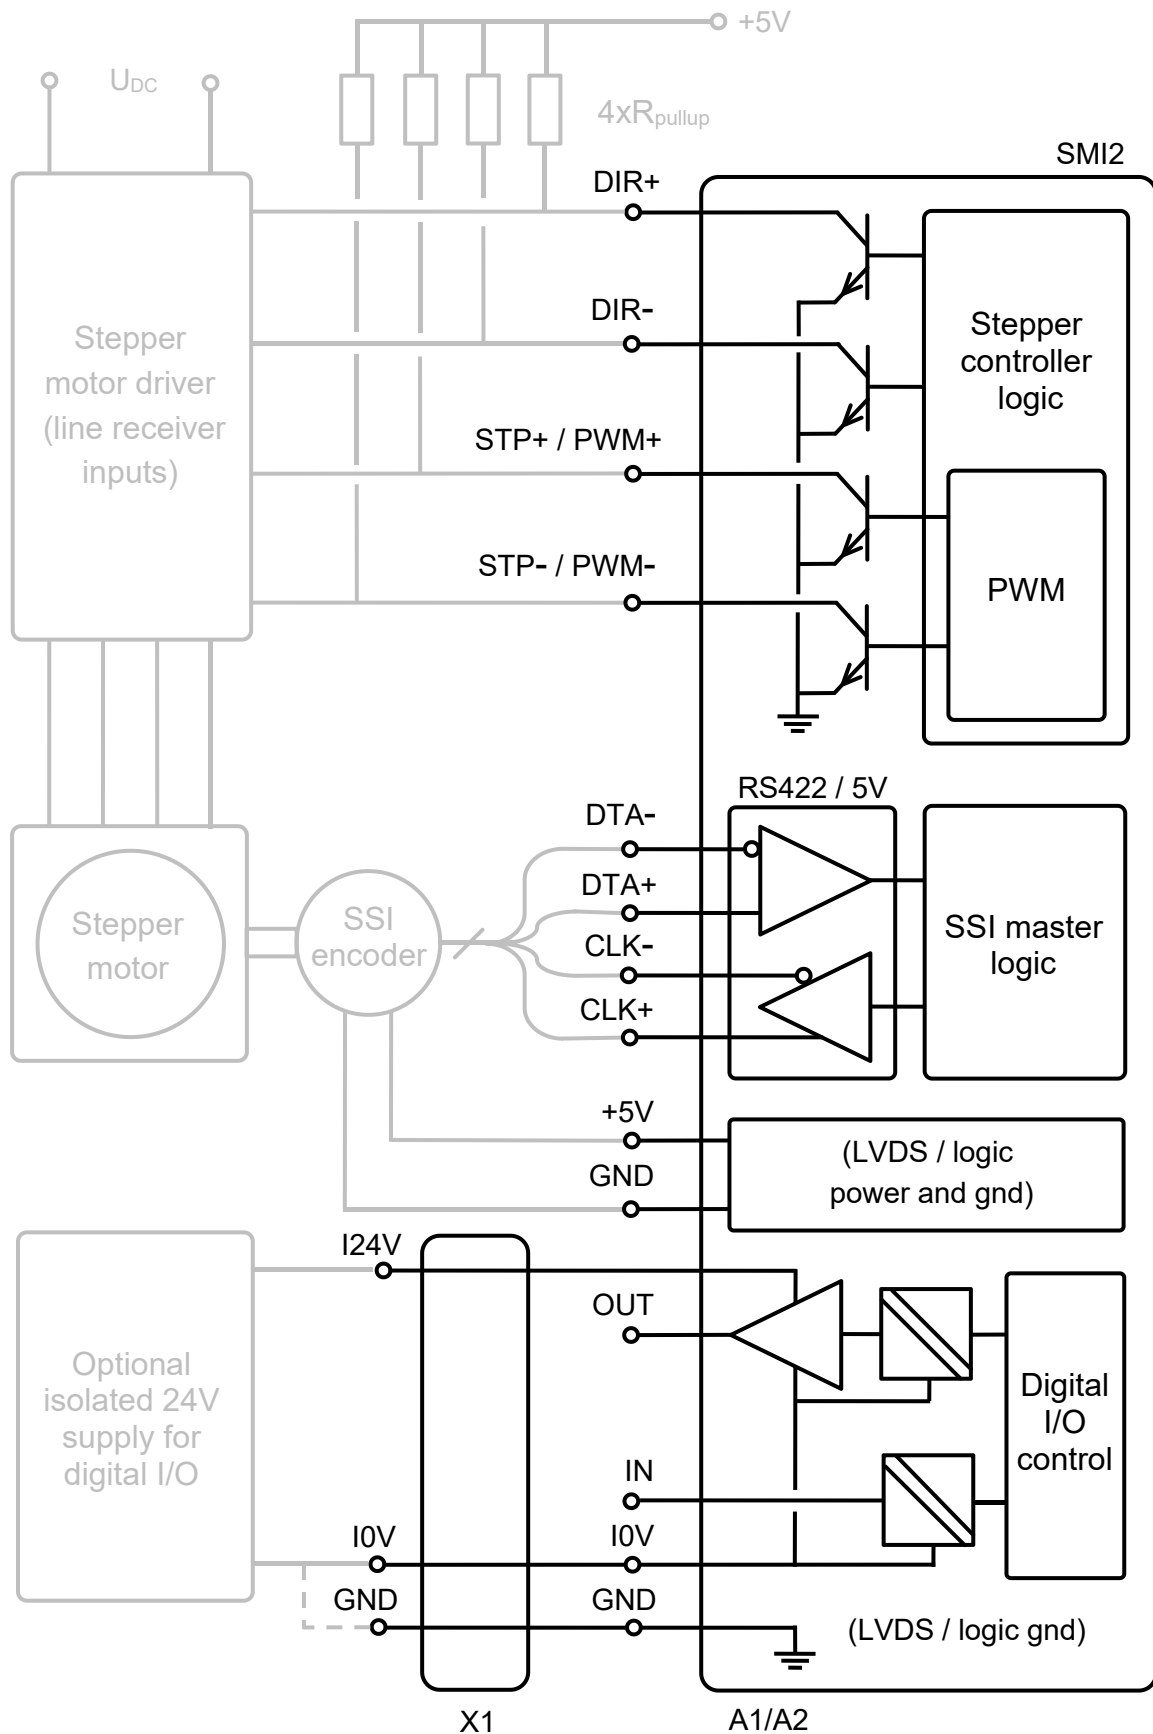 +5V
UDC
4xRpullup
SMI2
DIR+
Stepper
motor driver
(line receiver
inputs)
DIR-
Stepper
controller
logic
STP+ / PWM+
STP- / PWM-
PWM
RS422 / 5V
DTA-
DTA+
CLK-
CLK+
Stepper
motor
SSI
encoder
SSI master
logic
+5V
GND
(LVDS / logic
power and gnd)
I24V
OUT
Optional
isolated 24V
supply for
digital I/O
Digital
I/O
control
IN
I0V
I0V
GND
GND
(LVDS / logic gnd)
X1
A1/A2